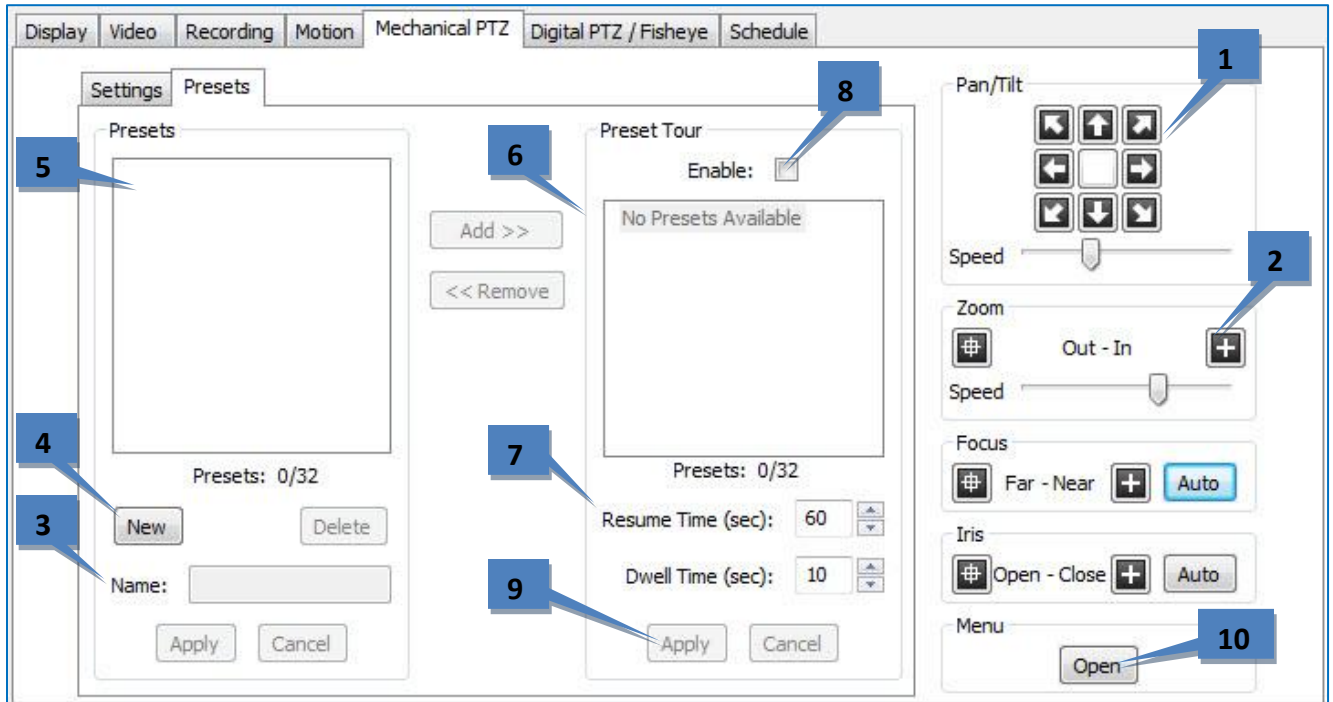 Display Video Recording Motion Mechanical PTZ Digital PTZ / Fisheye Schedule
Settings Presets
Presets
5
Presets: 0/32
4
New Delete
3
Name:
Apply Cancel
Add >>
<< Remove
Preset Tour
8
Enable:
6
No Presets Available
Presets: 0/32
7
Resume Time (sec): 60
Dwell Time (sec): 10
9
Apply Cancel
Pan/Tilt
1
Speed
2
Zoom
Out - In
Speed
Focus
Far - Near Auto
Iris
Open - Close Auto
Menu
Open
10